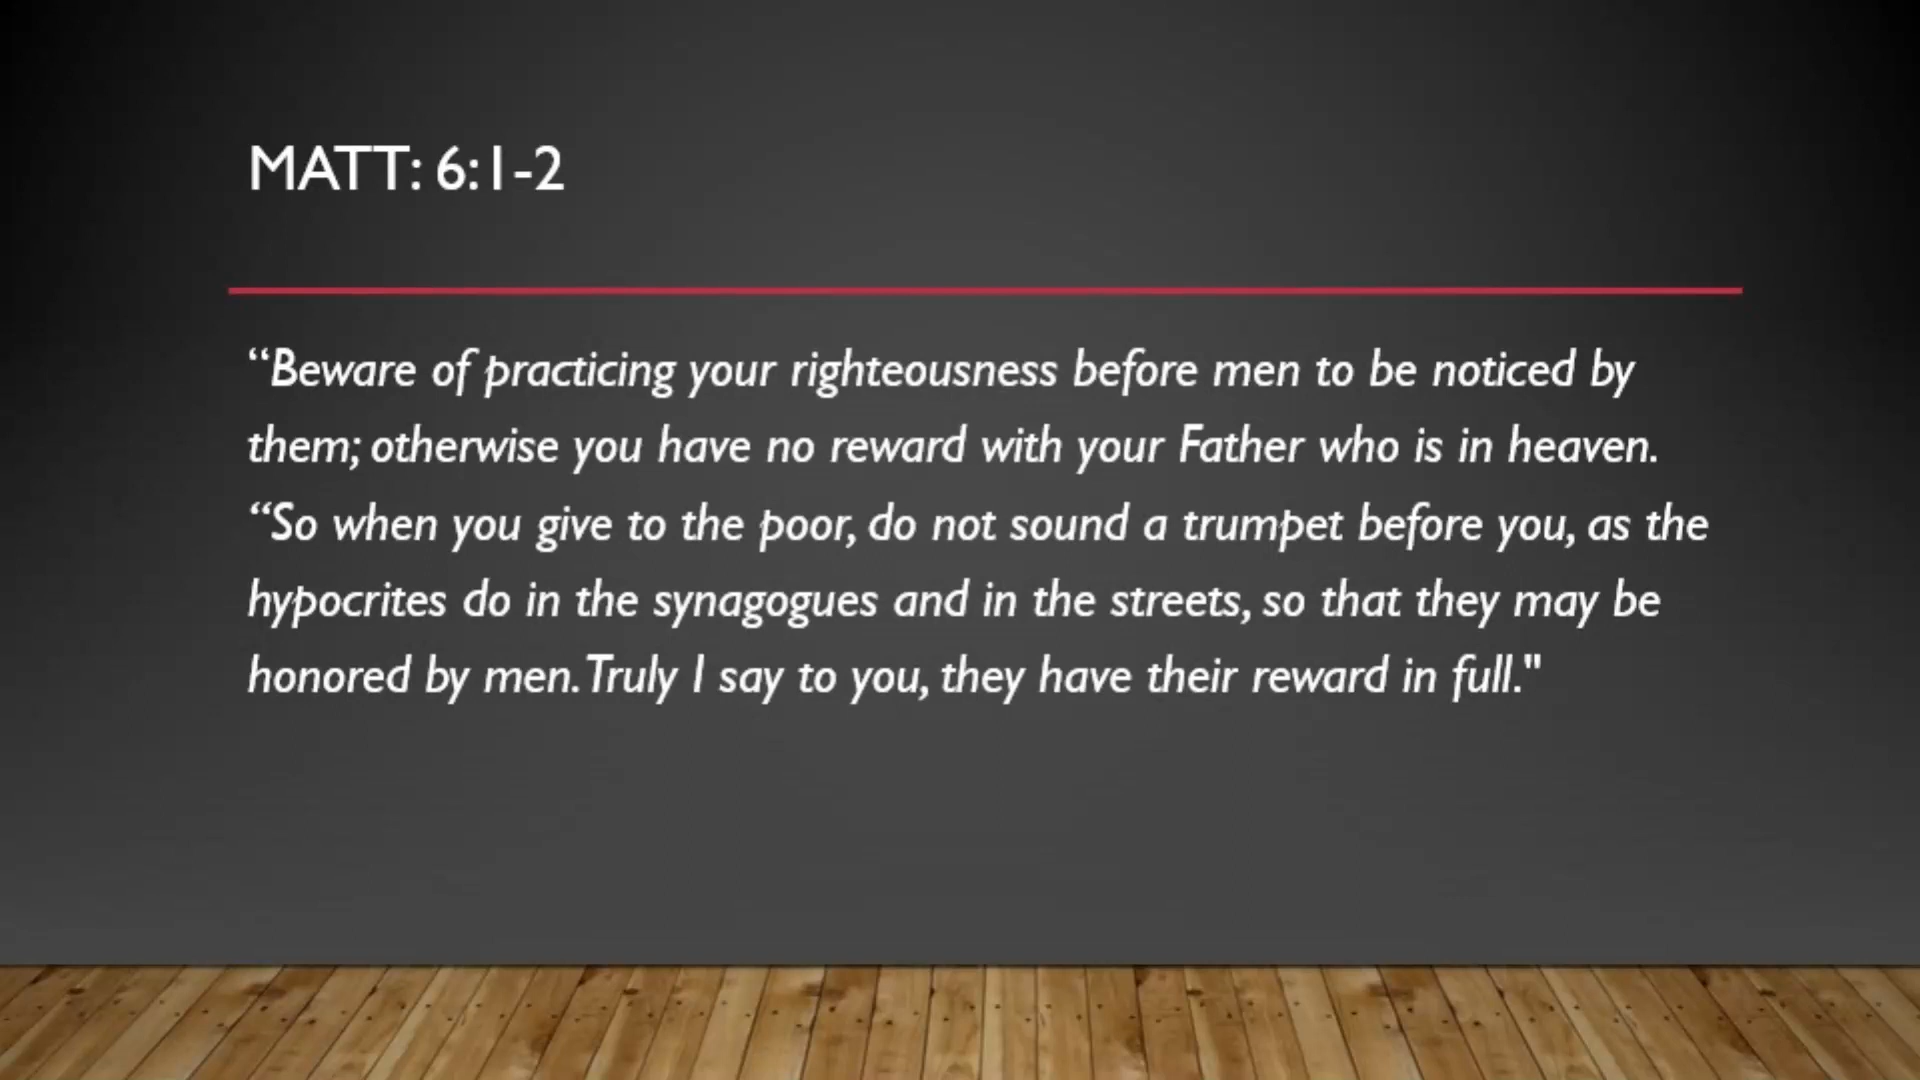 MATT: 6:1-2
“Beware of practicing your righteousness before men to be noticed by
them; otherwise you have no reward with your Father who is in heaven.
“So when you give to the poor, do not sound a trumpet before you, as the
hypocrites do in the synagogues and in the streets, so that they may be
honored by men. Truly I say to you, they have their reward in full."